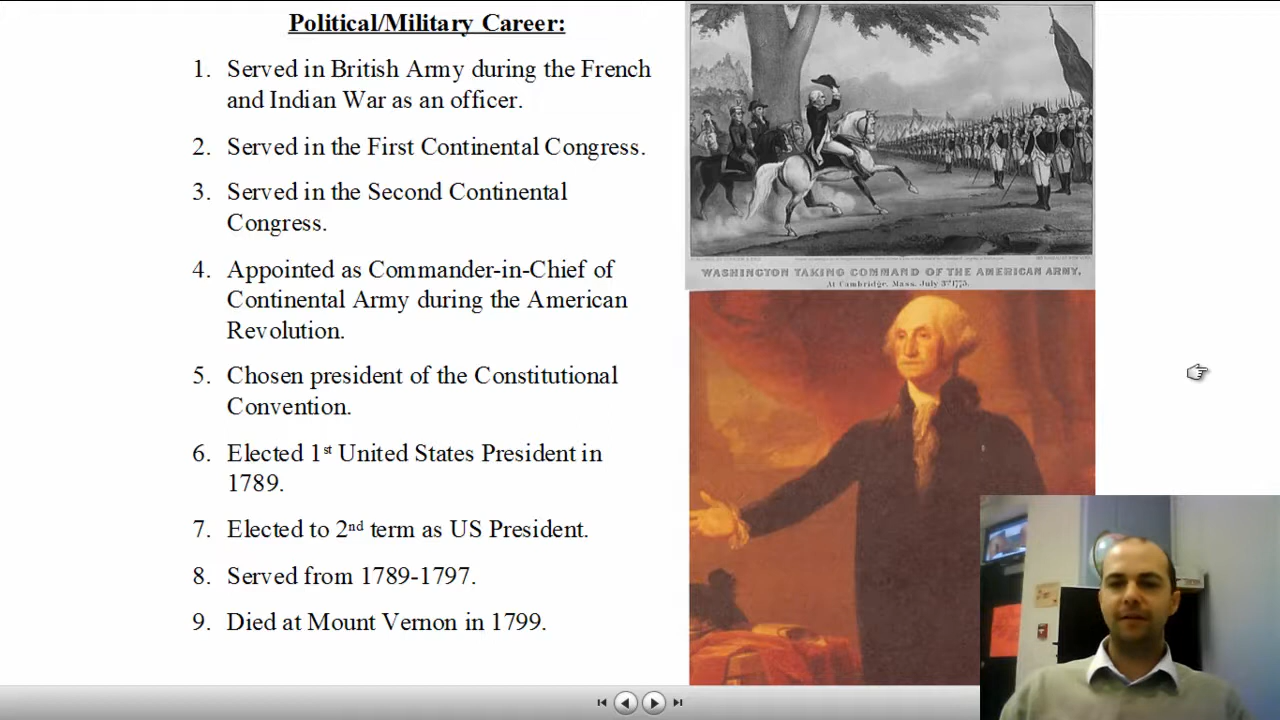 Political/Military Career:
1. Served in British Army during the French
and Indian War as an officer.
2. Served in the First Continental Congress.
3. Served in the Second Continental
Congress.
4. Appointed as Commander-in-Chief of
Continental Army during the American
Revolution.
5. Chosen president of the Constitutional
Convention.
6. Elected 1st United States President in
1789.
7. Elected to 2nd term as US President.
8. Served from 1789-1797.
9. Died at Mount Vernon in 1799.
WASHINGTON TAKING COMMAND OF THE AMERICAN ARMY,
At Cambridge, Mass. July 3rd 1775.